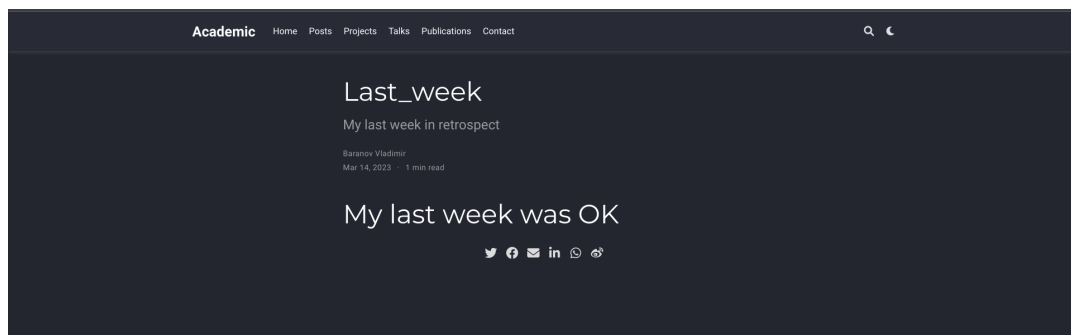 Academic Home Posts Projects Talks Publications Contact
Last_week
My last week in retrospect
Baranov Vladimir
Mar 14, 2023 · 1 min read
My last week was OK